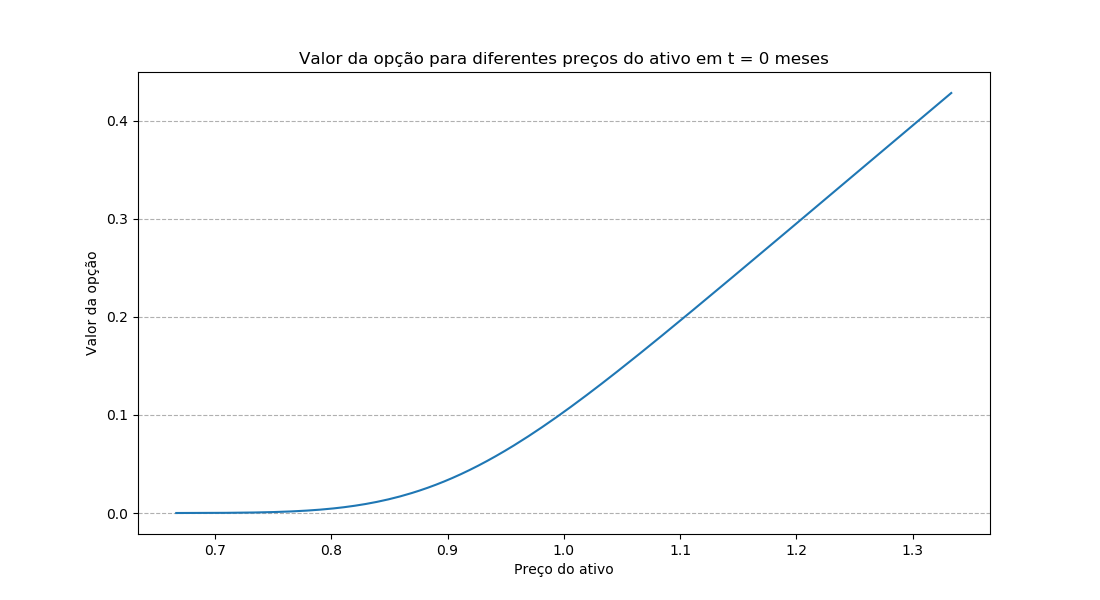 Valor da opção para diferentes preços do ativo em t = 0 meses
0.4
0.3
0.2
0.1
0.0
Valor da opção
0.7 0.8 0.9 1.0 1.1 1.2 1.3
Preço do ativo